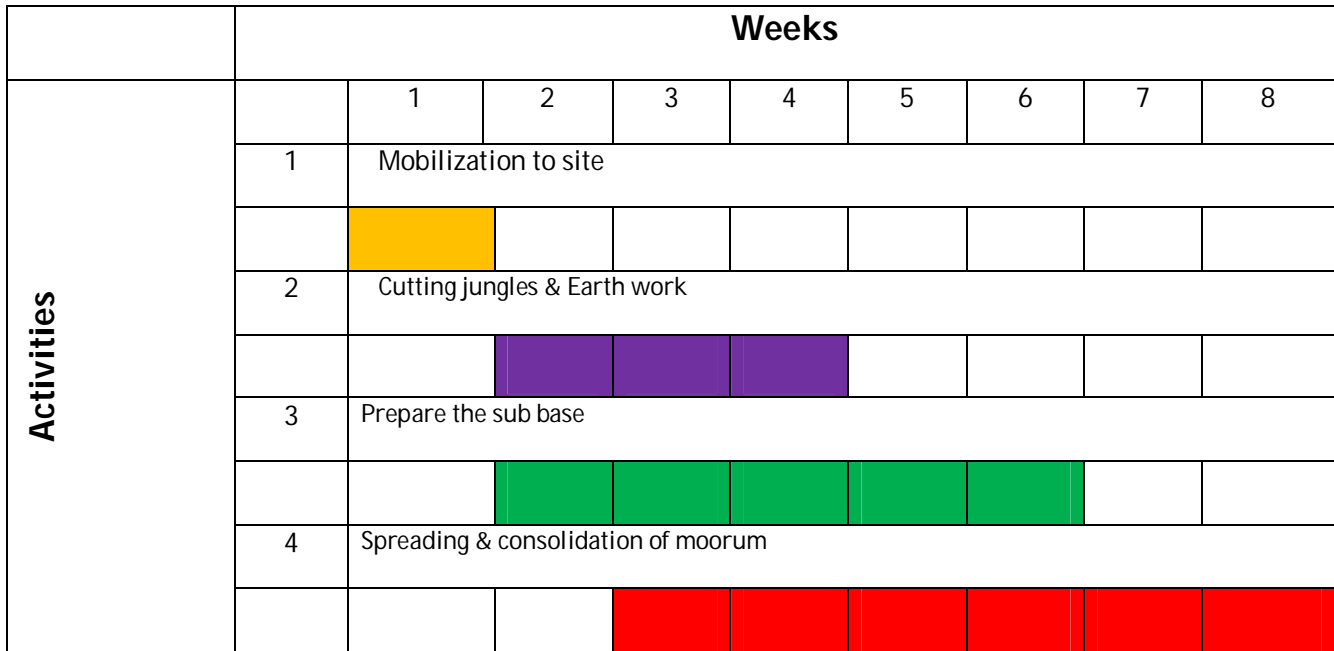 Weeks
Activities
1 2 3 4 5 6 7 8
1 Mobilization to site
2 Cutting jungles & Earth work
3 Prepare the sub base
4 Spreading & consolidation of moorum